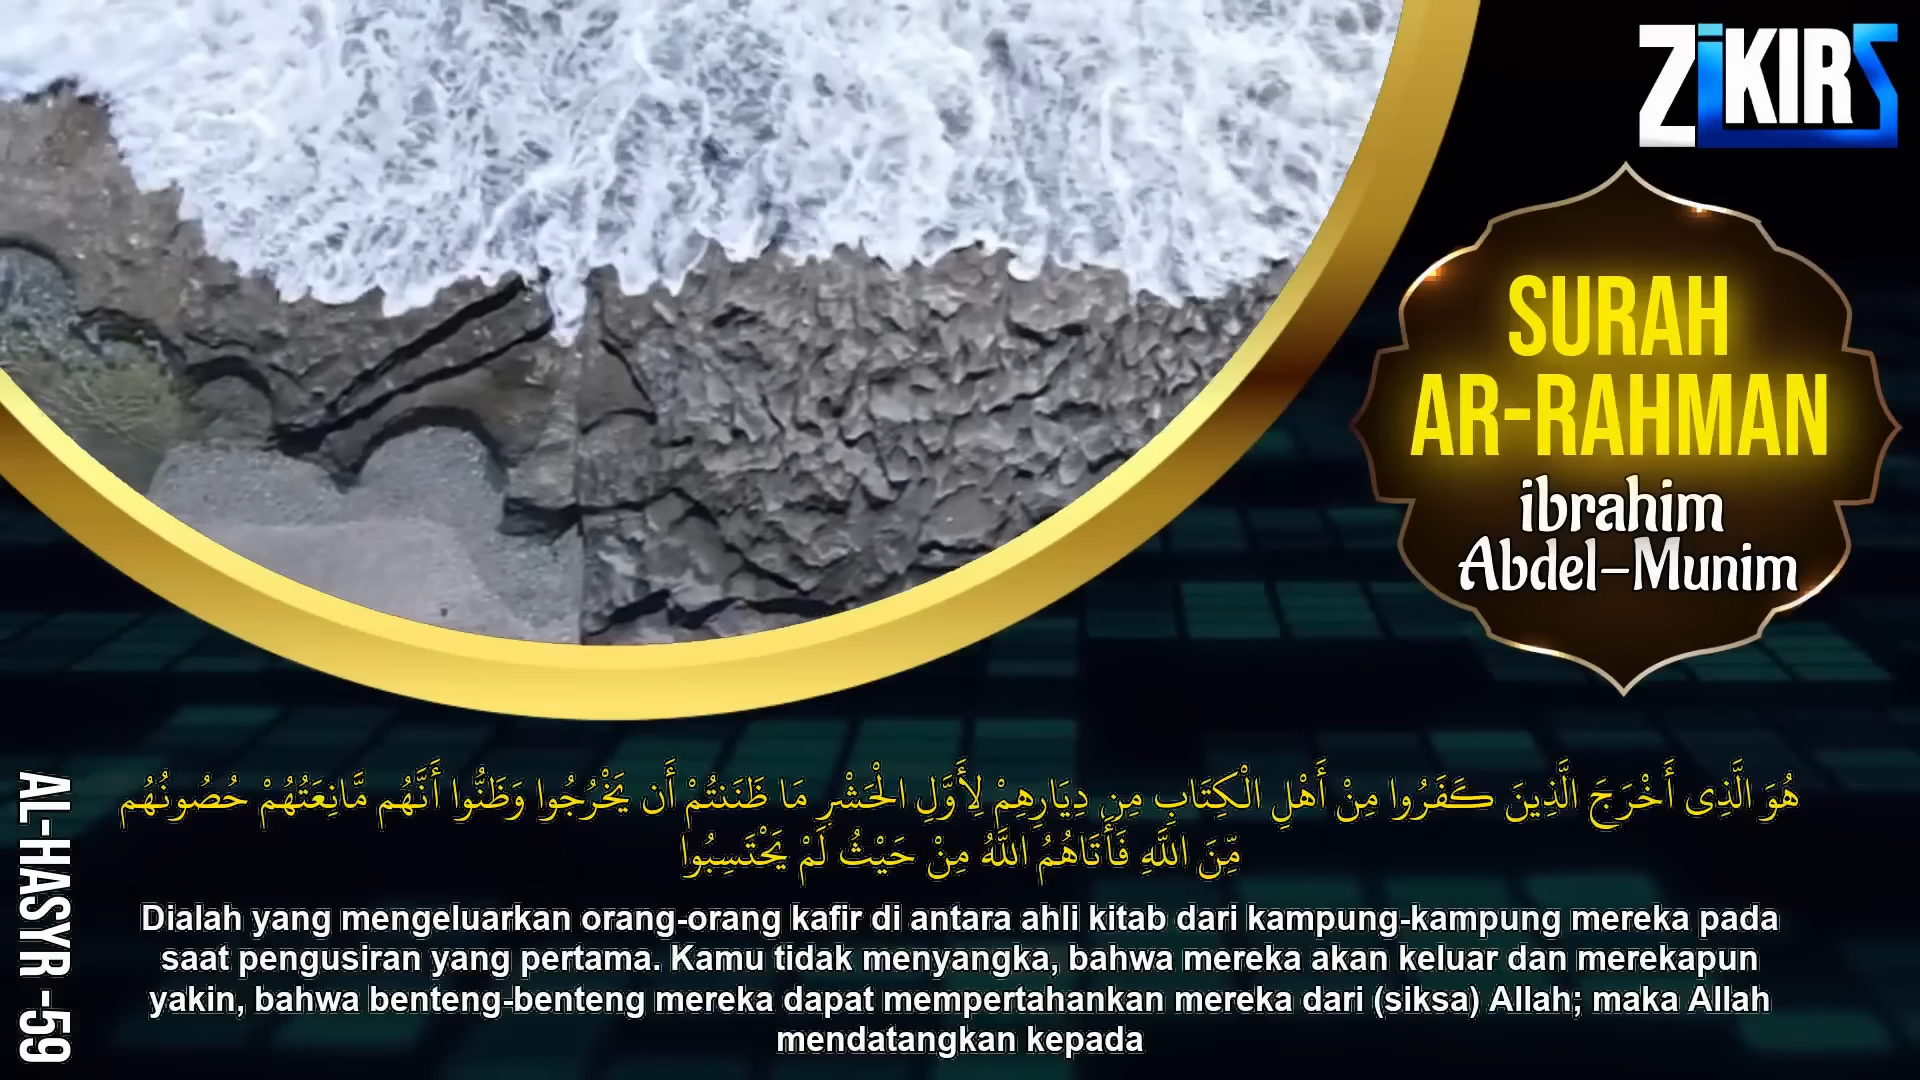 ZiKIRS
SURAH
AR-RAHMAN
ibrahim
Abdel-Munim
هُوَ الَّذِى أَخْرَجَ الَّذِينَ كَفَرُوا مِنْ أَهْلِ الْكِتَابِ مِن دِيَارِهِمْ لِأَوَّلِ الْحَشْرِ مَا ظَنَنتُمْ أَن يَخْرُجُوا وَظَنُّوا أَنَّهُم مَّانِعَتُهُمْ حُصُونُهُم
مِّنَ اللَّهِ فَأَتَاهُمُ اللَّهُ مِنْ حَيْثُ لَمْ يَحْتَسِبُوا
Dialah yang mengeluarkan orang-orang kafir di antara ahli kitab dari kampung-kampung mereka pada
saat pengusiran yang pertama. Kamu tidak menyangka, bahwa mereka akan keluar dan merekapun
yakin, bahwa benteng-benteng mereka dapat mempertahankan mereka dari (siksa) Allah; maka Allah
mendatangkan kepada
AL-HASYR -59